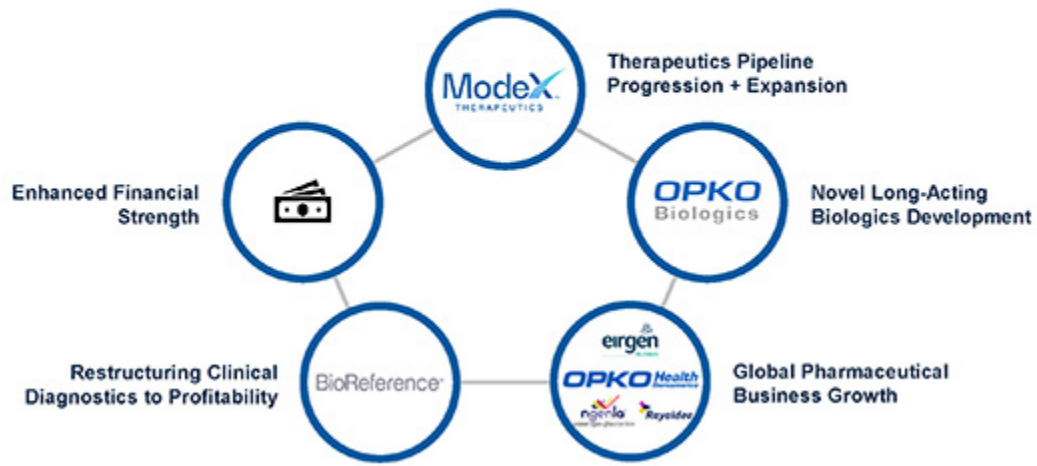 ModeX
THERAPEUTICS
Therapeutics Pipeline
Progression + Expansion
OPKO
Biologics
Novel Long-Acting
Biologics Development
eirgen
OPKO Health
ngenla
Rayaldee
Global Pharmaceutical
Business Growth
BioReference
Restructuring Clinical
Diagnostics to Profitability
Enhanced Financial
Strength